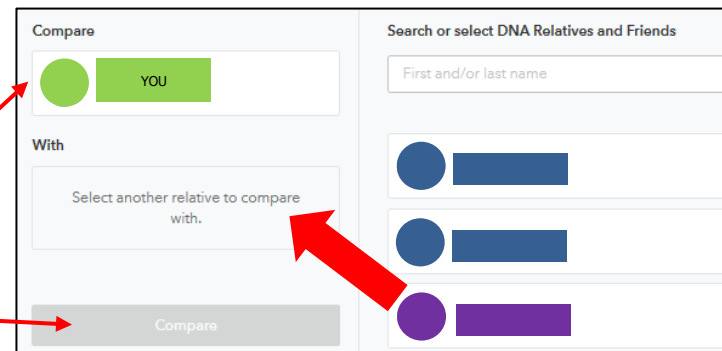 Compare
YOU
With
Select another relative to compare
with.
Compare
Search or select DNA Relatives and Friends
First and/or last name